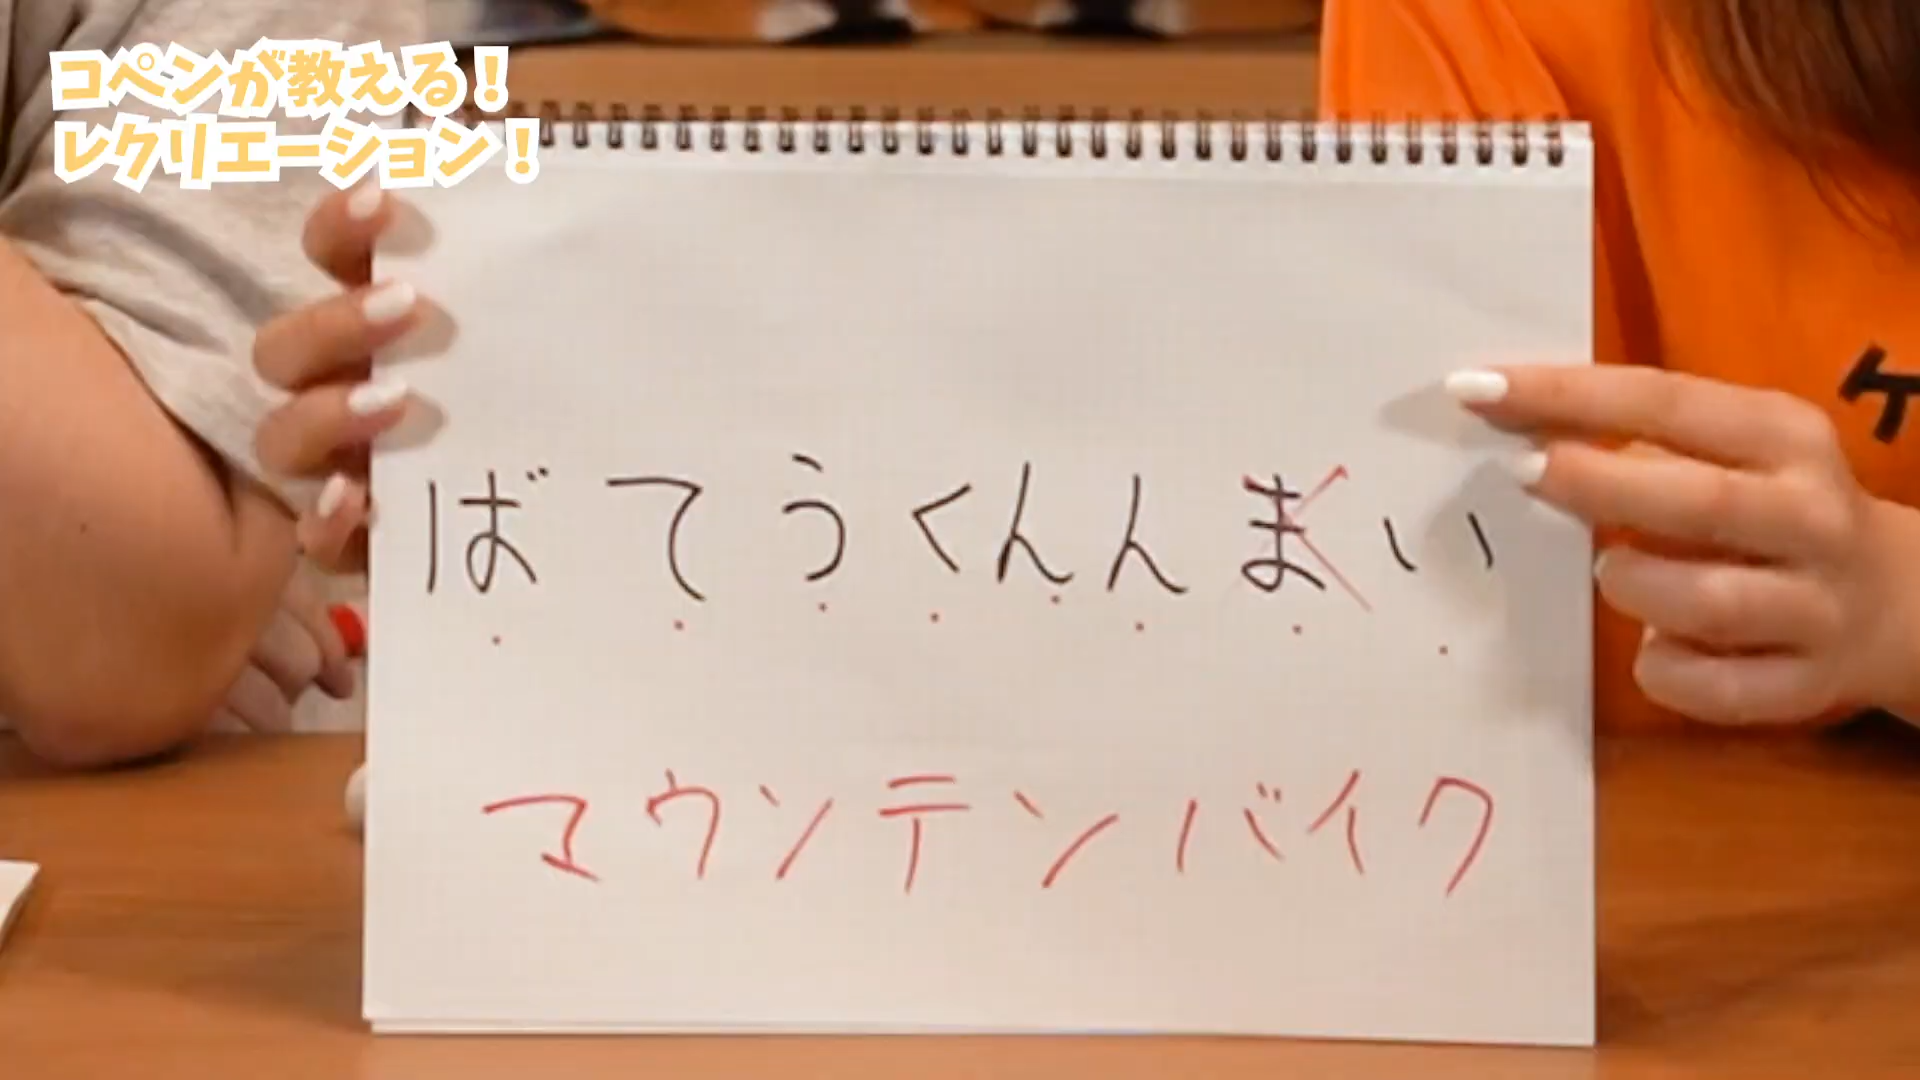 コペンが教える！
レクリエーション！
ばてうくんんまい
マウンテンバイク
ケ